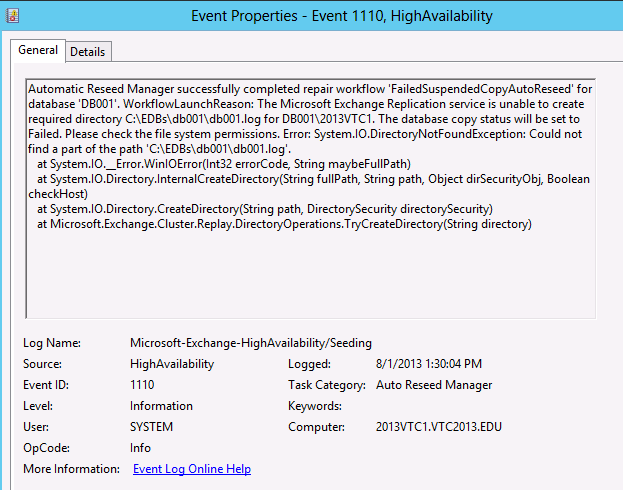 Event Properties - Event 1110, HighAvailability
General
Details
Automatic Reseed Manager successfully completed repair workflow 'FailedSuspendedCopyAutoReseed' for
database 'DB001'. WorkflowLaunchReason: The Microsoft Exchange Replication service is unable to create
required directory C:\EDBs\db001\db001.log for DB001\2013VTC1. The database copy status will be set to
Failed. Please check the file system permissions. Error: System.IO.DirectoryNotFoundException: Could not
find a part of the path 'C:\EDBs\db001\db001.log'.
at System.IO.__Error.WinIOError(Int32 errorCode, String maybeFullPath)
at System.IO.Directory.InternalCreateDirectory(String fullPath, String path, Object dirSecurityObj, Boolean
checkHost)
at System.IO.Directory.CreateDirectory(String path, DirectorySecurity directorySecurity)
at Microsoft.Exchange.Cluster.Replay.DirectoryOperations.TryCreateDirectory(String directory)
Log Name: Microsoft-Exchange-HighAvailability/Seeding
Source: HighAvailability Logged: 8/1/2013 1:30:04 PM
Event ID: 1110 Task Category: Auto Reseed Manager
Level: Information Keywords:
User: SYSTEM Computer: 2013VTC1.VTC2013.EDU
OpCode: Info
More Information: Event Log Online Help